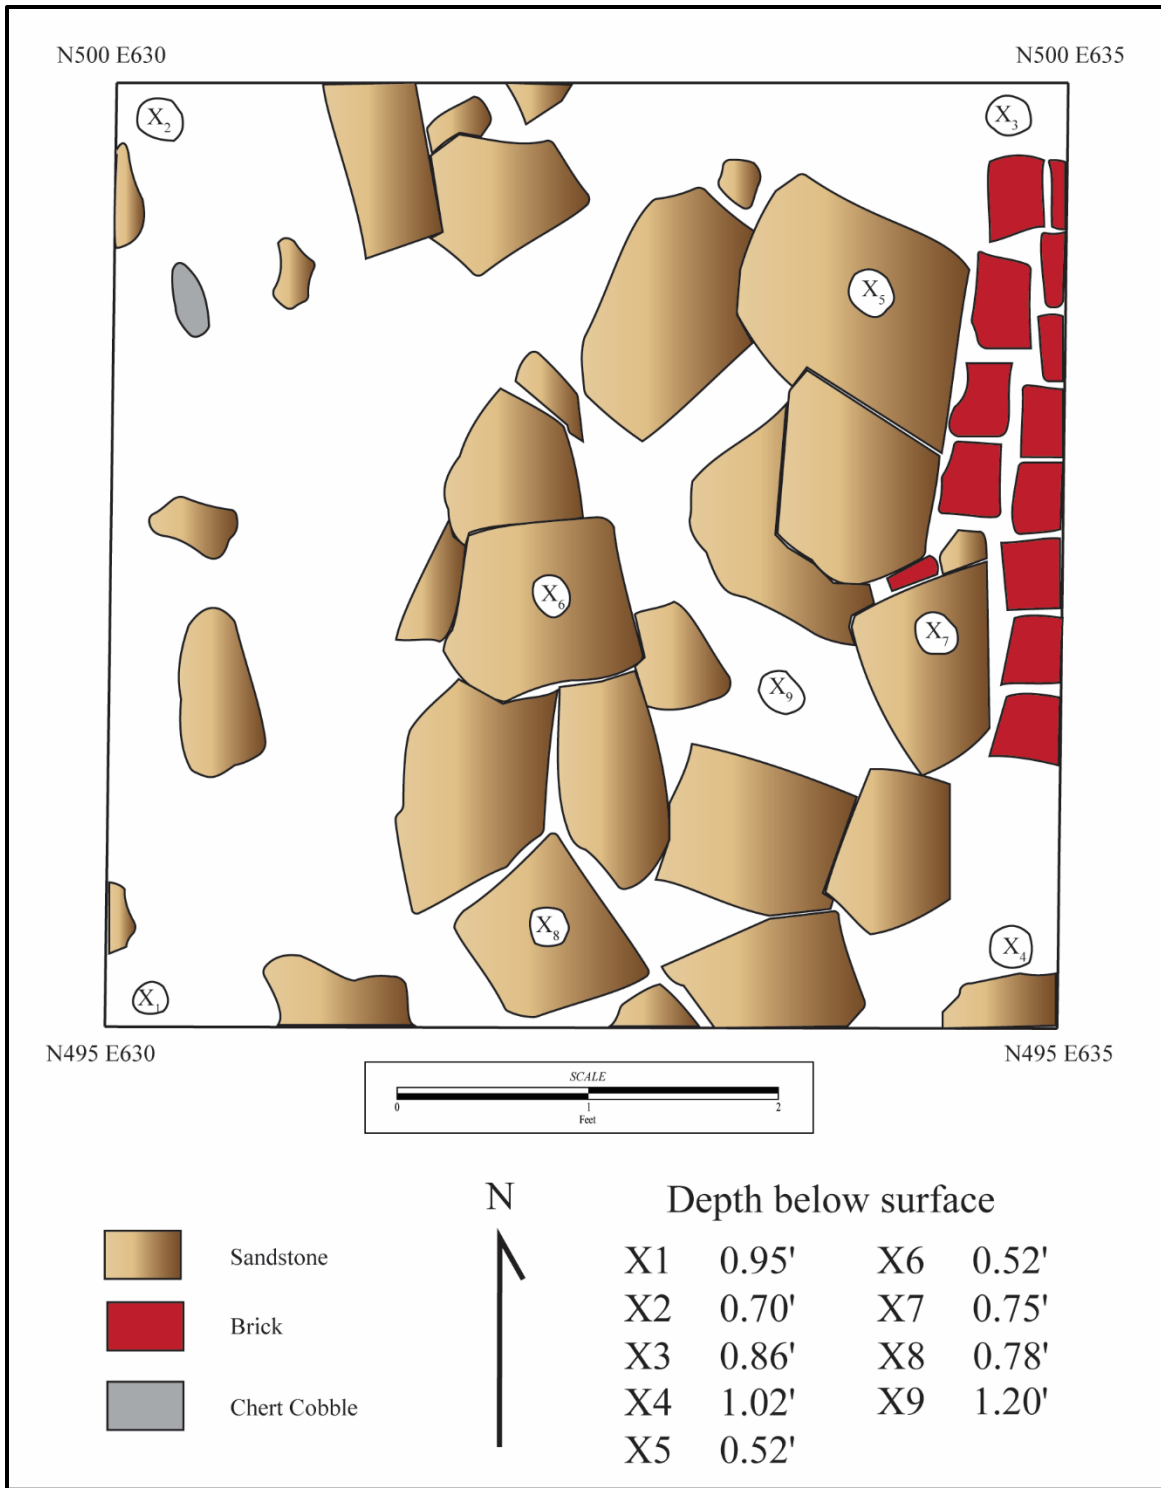 N500 E630
N500 E635
X2
X3
X5
X6
X7
X9
X8
X4
X1
N495 E630
N495 E635
SCALE
0 1 2
Feet
N
Depth below surface
Sandstone
Brick
Chert Cobble
X1 0.95'
X2 0.70'
X3 0.86'
X4 1.02'
X5 0.52'
X6 0.52'
X7 0.75'
X8 0.78'
X9 1.20'